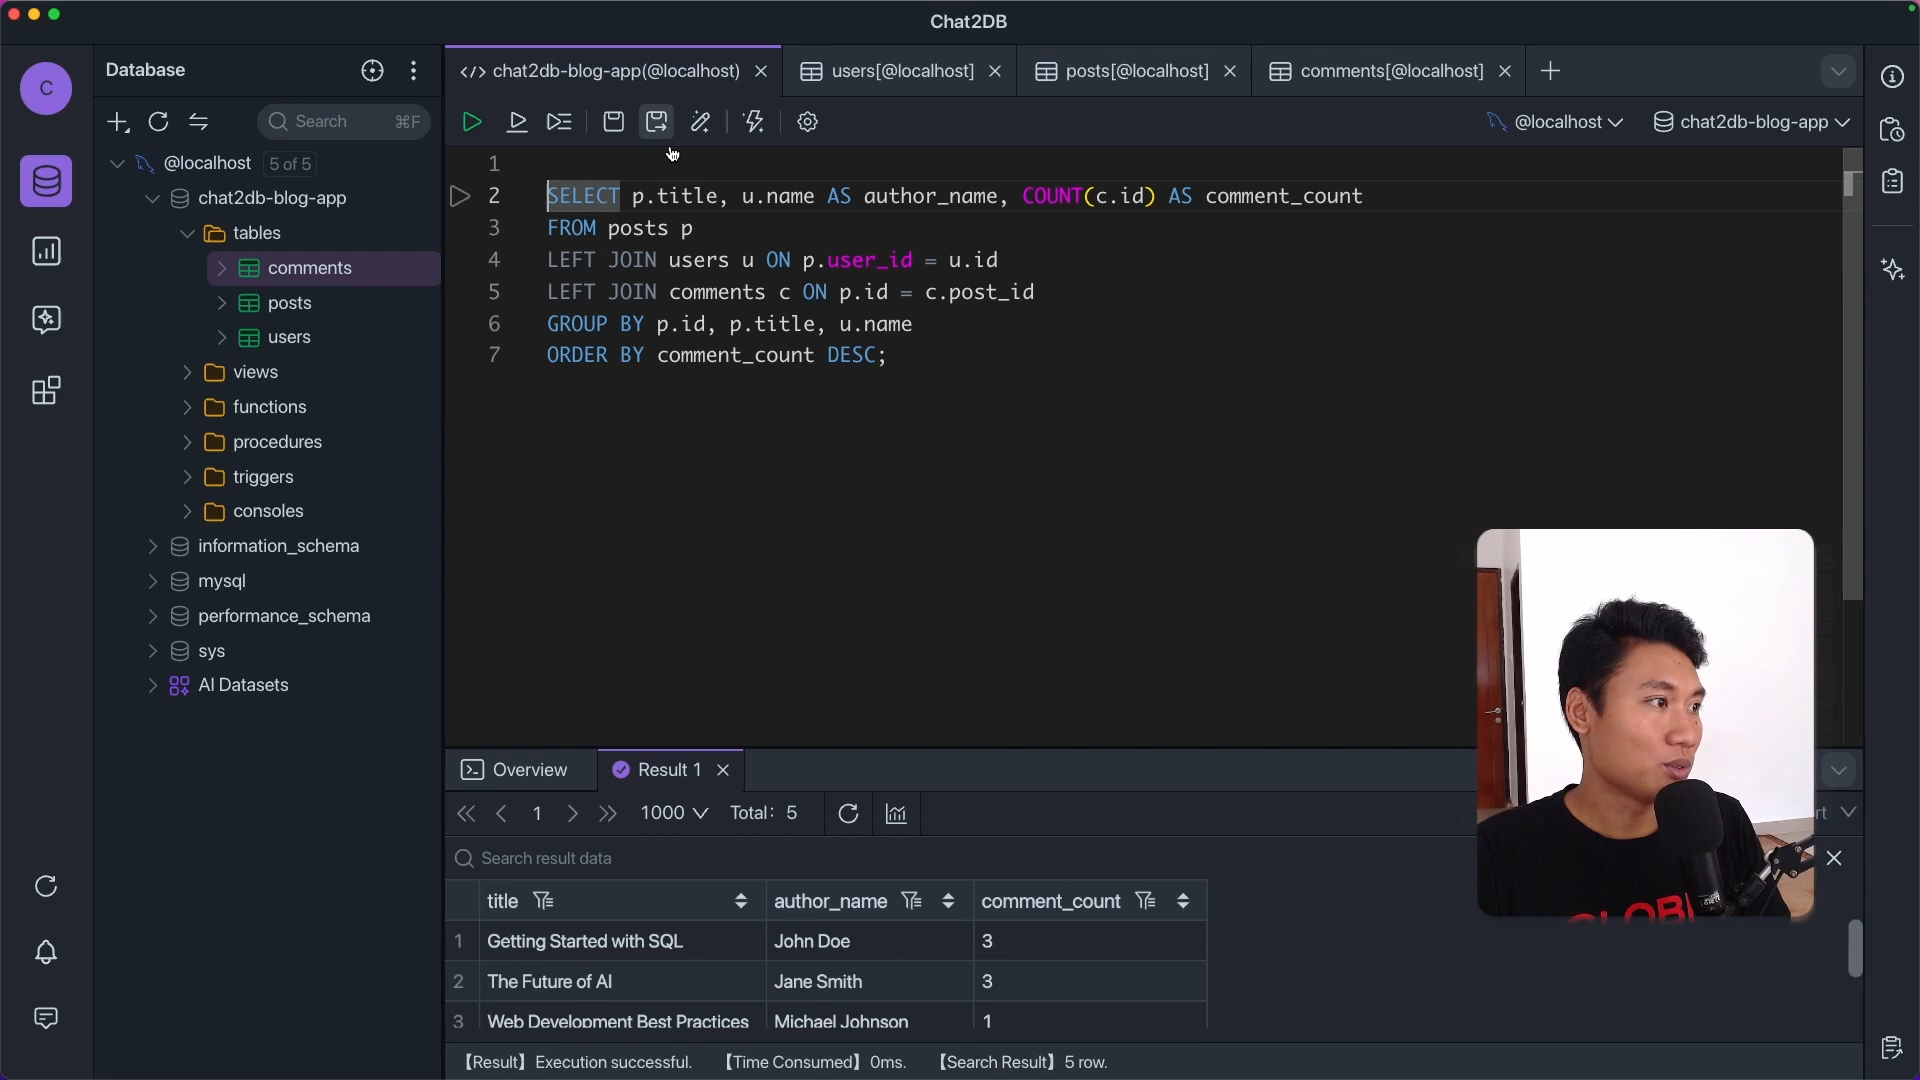 Chat2DB
C
Database
chat2db-blog-app(@localhost)
users[@localhost]
posts[@localhost]
comments[@localhost]
Search ⌘F
@localhost
chat2db-blog-app
@localhost 5 of 5
chat2db-blog-app
tables
comments
posts
users
views
functions
procedures
triggers
consoles
information_schema
mysql
performance_schema
sys
AI Datasets
1
2 SELECT p.title, u.name AS author_name, COUNT(c.id) AS comment_count
3 FROM posts p
4 LEFT JOIN users u ON p.user_id = u.id
5 LEFT JOIN comments c ON p.id = c.post_id
6 GROUP BY p.id, p.title, u.name
7 ORDER BY comment_count DESC;
Overview
Result 1
1
1000
Total: 5
rt
Search result data
title author_name comment_count
1 Getting Started with SQL John Doe 3
2 The Future of AI Jane Smith 3
3 Web Development Best Practices Michael Johnson 1
【Result】Execution successful. 【Time Consumed】0ms. 【Search Result】5 row.